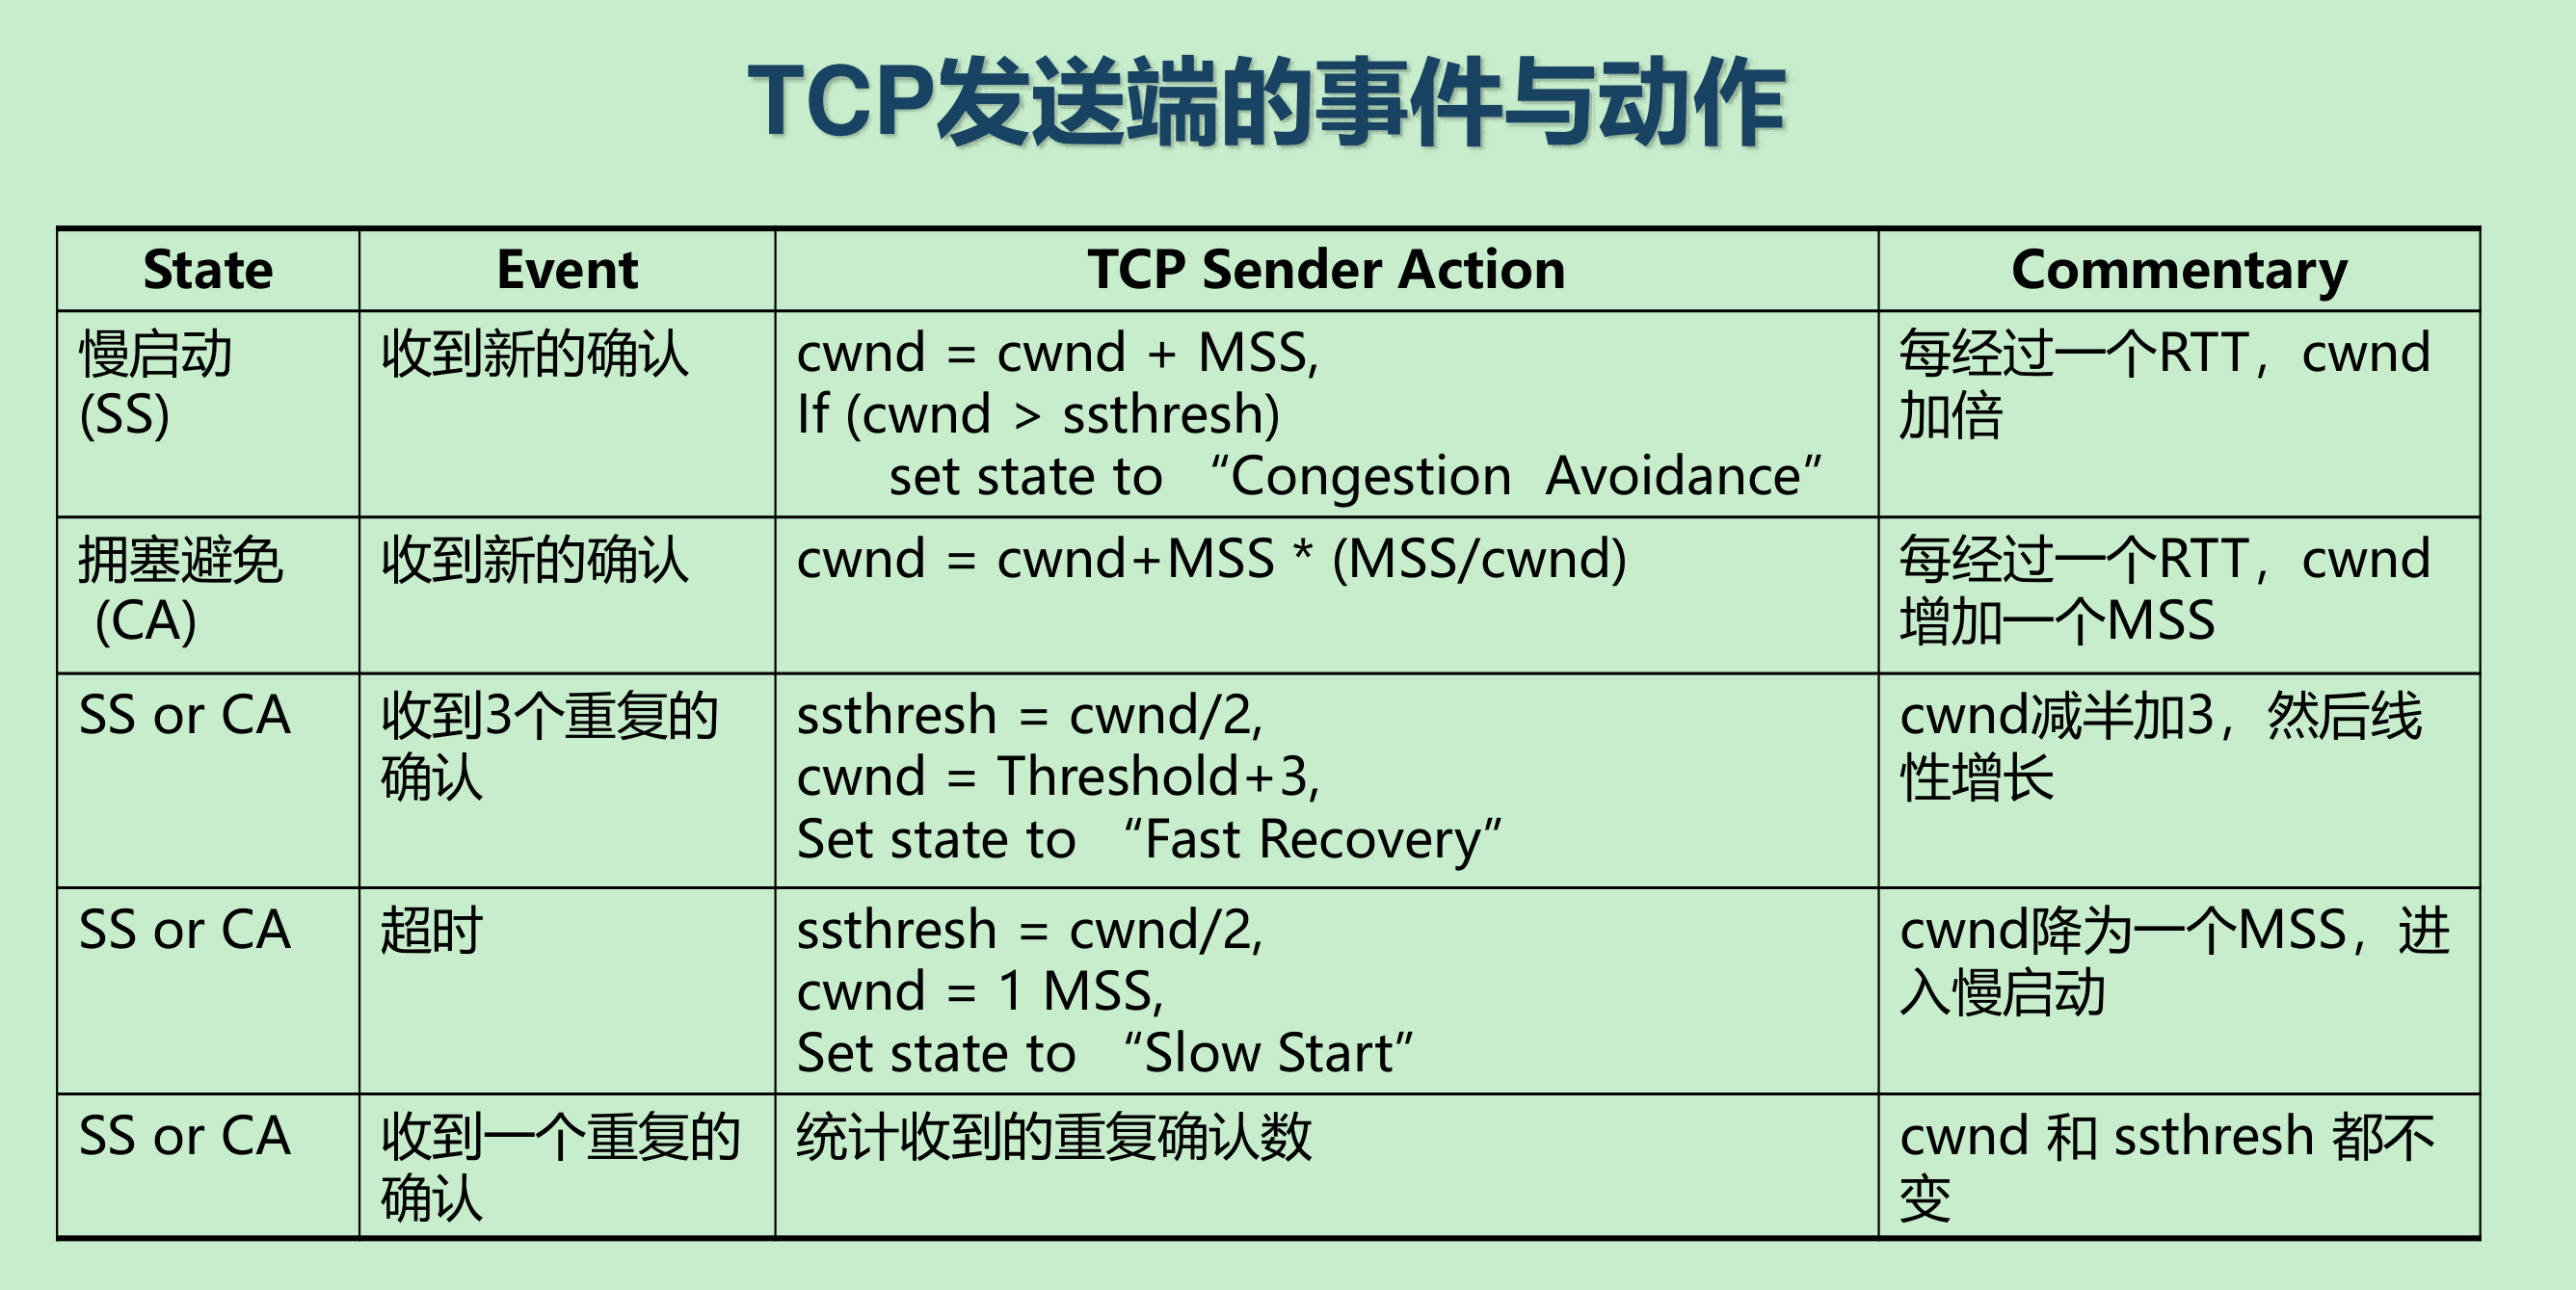 TCP发送端的事件与动作
State Event TCP Sender Action Commentary
慢启动
(SS)
收到新的确认
cwnd = cwnd + MSS,
If (cwnd > ssthresh)
set state to “Congestion Avoidance”
每经过一个RTT，cwnd
加倍
拥塞避免
(CA)
收到新的确认
cwnd = cwnd+MSS * (MSS/cwnd)
每经过一个RTT，cwnd
增加一个MSS
SS or CA
收到3个重复的
确认
ssthresh = cwnd/2,
cwnd = Threshold+3,
Set state to “Fast Recovery”
cwnd减半加3，然后线
性增长
SS or CA
超时
ssthresh = cwnd/2,
cwnd = 1 MSS,
Set state to “Slow Start”
cwnd降为一个MSS，进
入慢启动
SS or CA
收到一个重复的
确认
统计收到的重复确认数
cwnd 和 ssthresh 都不
变